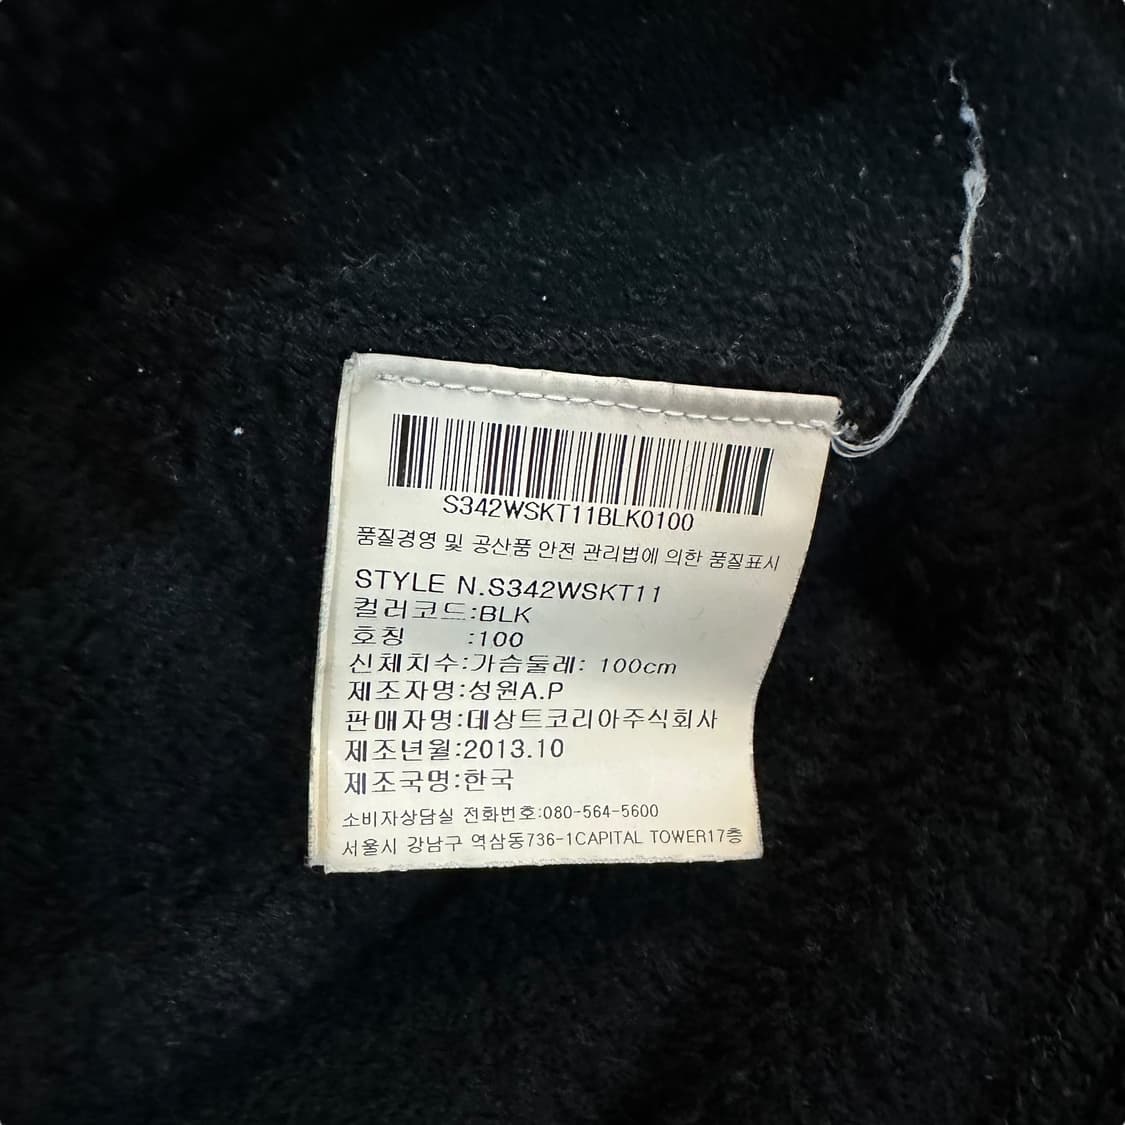 S342WSKT11BLK0100
품질경영 및 공산품 안전 관리법에 의한 품질표시
STYLE N.S342WSKT11
컬러코드:BLK
호칭 :100
신체치수:가슴둘레: 100cm
제조자명:성원A.P
판매자명:데상트코리아주식회사
제조년월:2013.10
제조국명:한국
소비자상담실 전화번호:080-564-5600
서울시 강남구 역삼동736-1CAPITAL TOWER17층